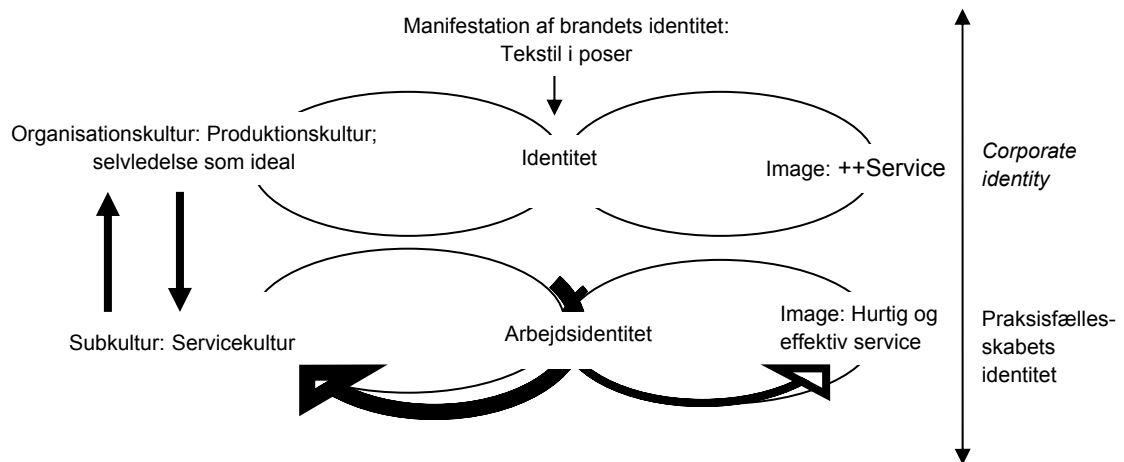 Manifestation af brandets identitet:
Tekstil i poser
Organisationskultur: Produktionskultur;
selvledelse som ideal
Identitet
Image: ++Service
Corporate
identity
Subkultur: Servicekultur
Arbejdsidentitet
Image: Hurtig og
effektiv service
Praksisfælles-
skabets
identitet